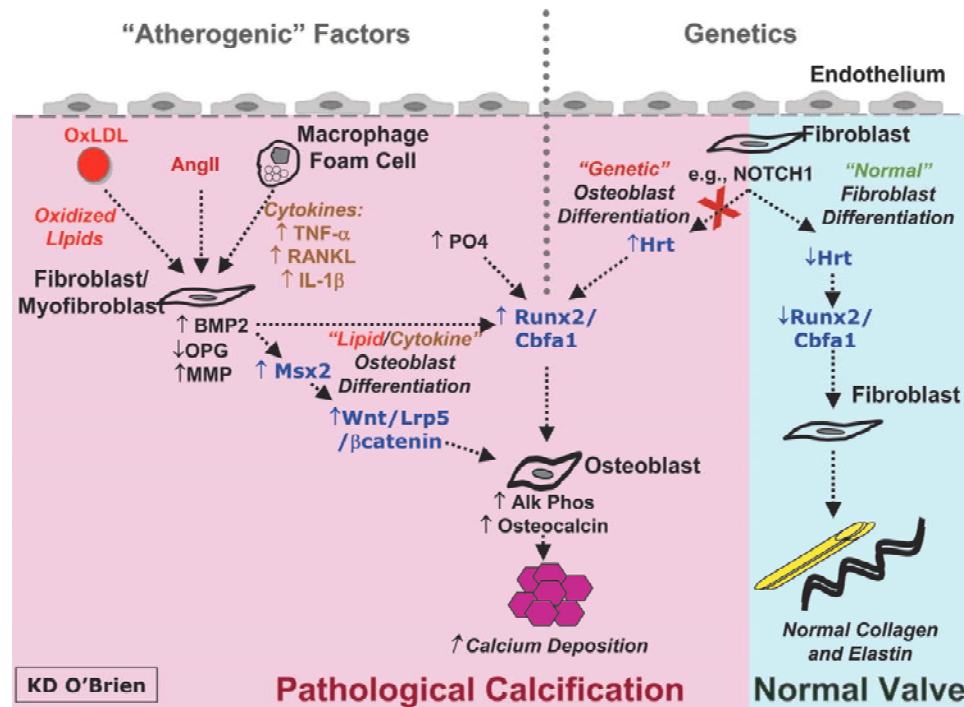 “Atherogenic” Factors
Genetics
Endothelium
OxLDL
AngII
Macrophage
Foam Cell
Oxidized
LIpids
Cytokines:
↑ TNF-α
↑ RANKL
↑ IL-1β
Fibroblast/
Myofibroblast
↑ BMP2
↓OPG
↑MMP
↑ Msx2
“Lipid/Cytokine”
Osteoblast
Differentiation
↑Wnt/Lrp5
/βcatenin
↑ PO4
Fibroblast
e.g., NOTCH1
“Genetic”
Osteoblast
Differentiation
↑Hrt
↑ Runx2/
Cbfa1
Osteoblast
↑ Alk Phos
↑ Osteocalcin
↑ Calcium Deposition
“Normal”
Fibroblast
Differentiation
↓Hrt
↓Runx2/
Cbfa1
Fibroblast
Normal Collagen
and Elastin
KD O’Brien
Pathological Calcification
Normal Valve